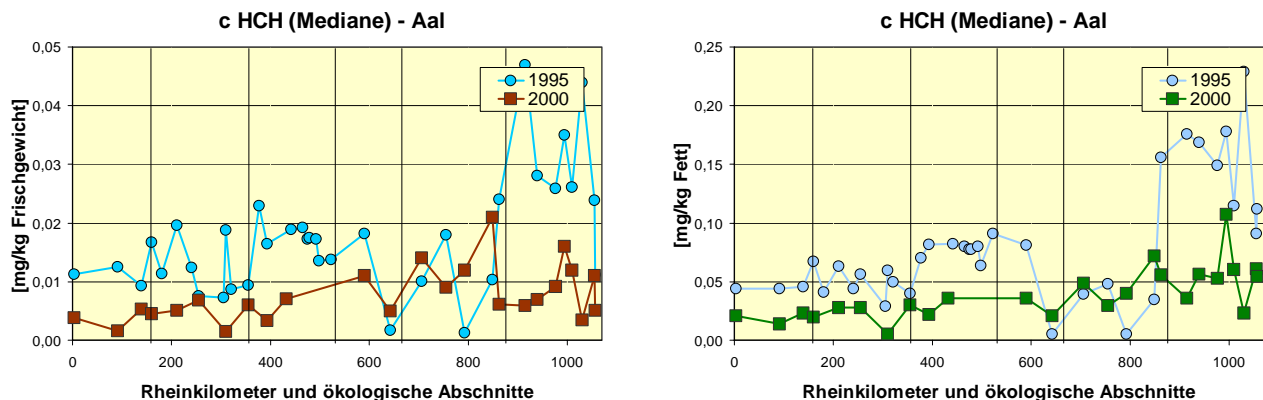 c HCH (Mediane) - Aal
[mg/kg Frischgewicht]
0,05
0,04
0,03
0,02
0,01
0,00
1995
2000
0 200 400 600 800 1000
Rheinkilometer und ökologische Abschnitte
c HCH (Mediane) - Aal
[mg/kg Fett]
0,25
0,20
0,15
0,10
0,05
0,00
1995
2000
0 200 400 600 800 1000
Rheinkilometer und ökologische Abschnitte